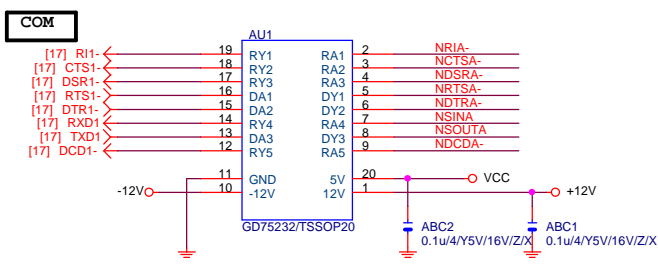 COM
AU1
[17] RI1- 19 RY1 RA1 2 NRIA-
[17] CTS1- 18 RY2 RA2 3 NCTSA-
[17] DSR1- 17 RY3 RA3 4 NDSRA-
[17] RTS1- 16 DA1 DY1 5 NRTSA-
[17] DTR1- 15 DA2 DY2 6 NDTRA-
[17] RXD1 14 RY4 RA4 7 NSINA
[17] TXD1 13 DA3 DY3 8 NSOUTA
[17] DCD1- 12 RY5 RA5 9 NDCDA-
11 GND 5V 20 VCC
-12V 10 -12V 12V 1 +12V
GD75232/TSSOP20
ABC2 ABC1
0.1u/4/Y5V/16V/Z/X 0.1u/4/Y5V/16V/Z/X